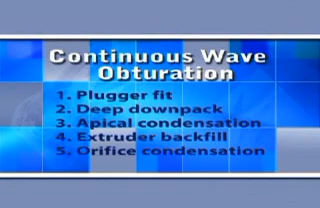 Continuous Wave
Obturation
1. Plugger fit
2. Deep downpack
3. Apical condensation
4. Extruder backfill
5. Orifice condensation